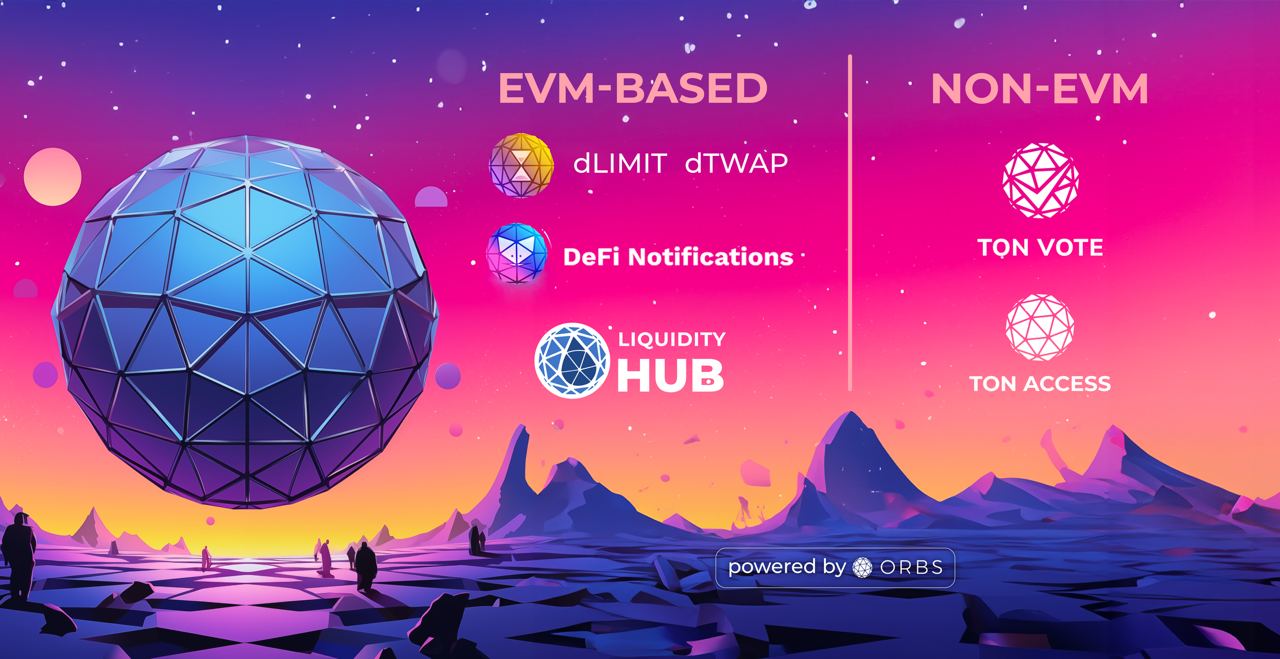 EVM-BASED
dLIMIT dTWAP
DeFi Notifications
LIQUIDITY
HUB
NON-EVM
TON VOTE
TON ACCESS
powered by ORBS